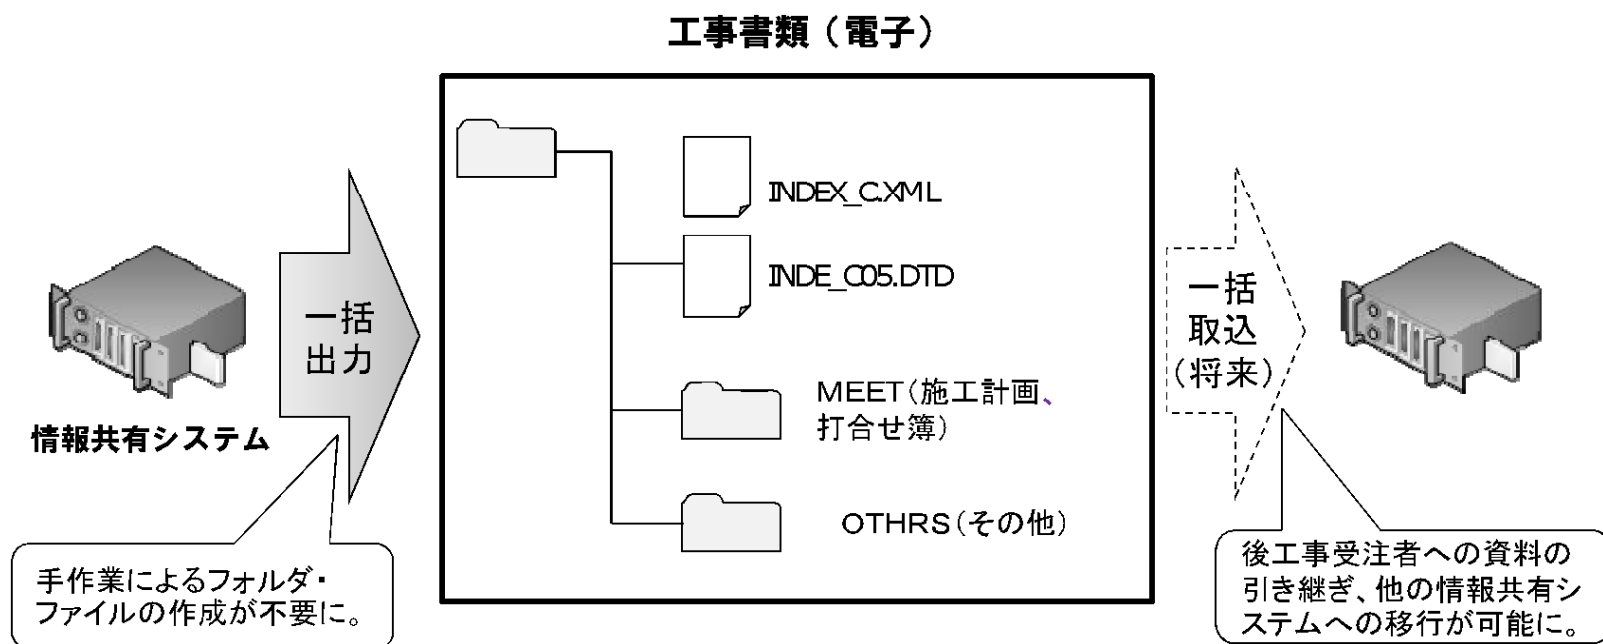 工事書類（電子）
INDEX_C.XML
INDE_C05.DTD
MEET(施工計画、
打合せ簿)
OTHRS(その他)
一括
出力
情報共有システム
手作業によるフォルダ・
ファイルの作成が不要に。
一括
取込
(将来)
後工事受注者への資料の
引き継ぎ、他の情報共有シ
ステムへの移行が可能に。